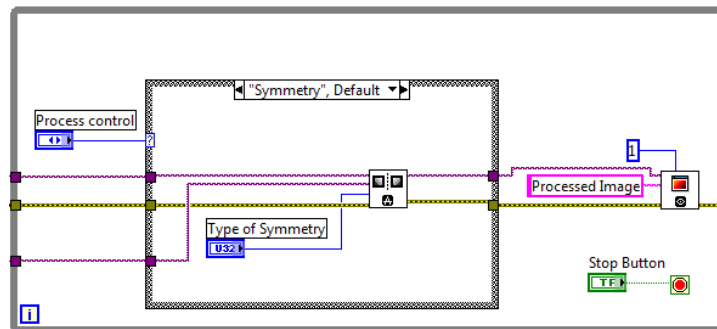 "Symmetry", Default
Process control
1
Processed Image
Type of Symmetry
U32
Stop Button
TF
i